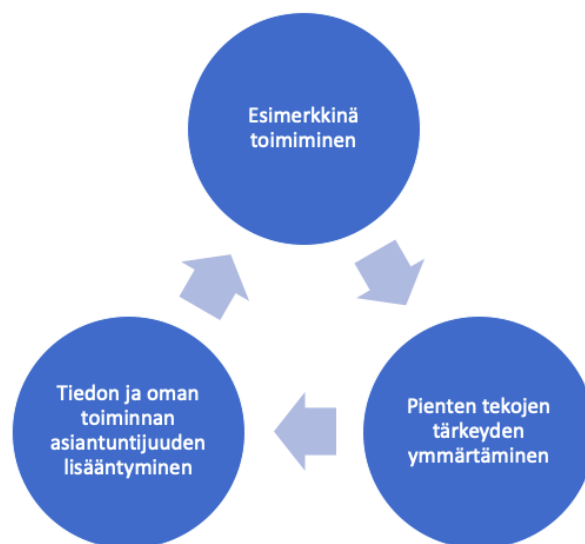 Esimerkkinä
toimiminen
Pienten tekojen
tärkeyden
ymmärtäminen
Tiedon ja oman
toiminnan
asiantuntijuuden
lisääntyminen